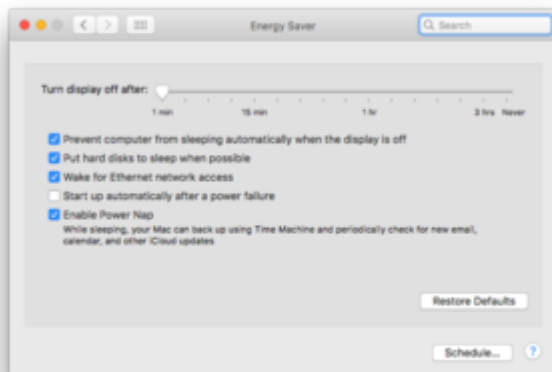 Energy Saver
Search
Turn display off after:
1 min 15 min 1 hr 3 hrs Never
Prevent computer from sleeping automatically when the display is off
Put hard disks to sleep when possible
Wake for Ethernet network access
Start up automatically after a power failure
Enable Power Nap
While sleeping, your Mac can back up using Time Machine and periodically check for new email,
calendar, and other iCloud updates
Restore Defaults
Schedule... ?